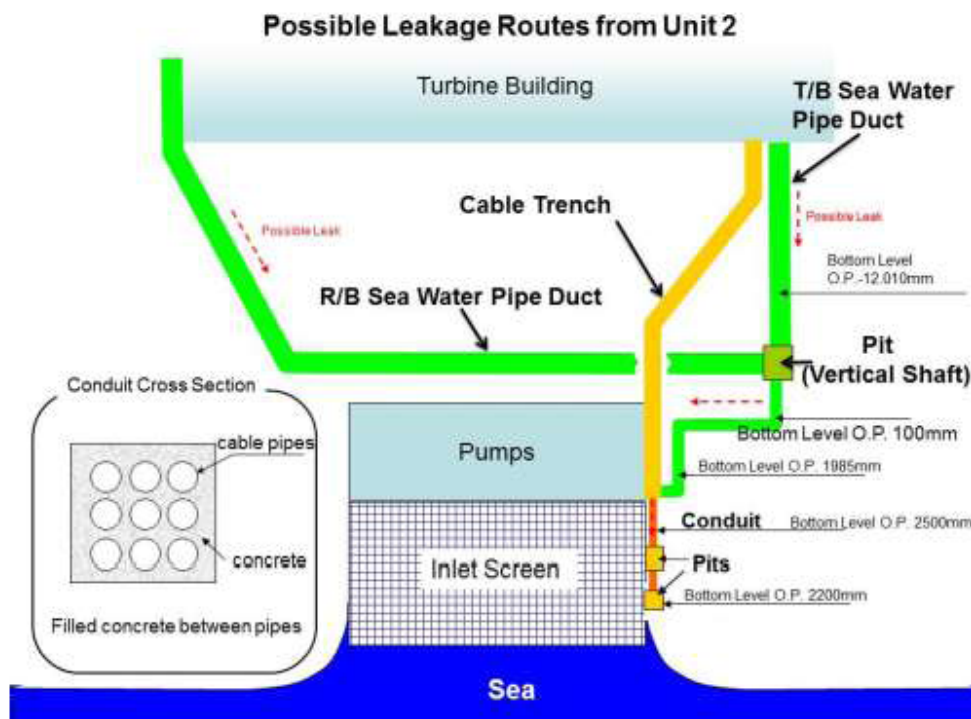 Possible Leakage Routes from Unit 2
Turbine Building
T/B Sea Water
Pipe Duct
Cable Trench
Possible Leak
Possible Leak
Bottom Level
O.P.-12.010mm
R/B Sea Water Pipe Duct
Pit
(Vertical Shaft)
Conduit Cross Section
cable pipes
concrete
Filled concrete between pipes
Bottom Level O.P. 100mm
Pumps
Bottom Level O.P. 1985mm
Conduit
Bottom Level O.P. 2500mm
Inlet Screen
Pits
Bottom Level O.P. 2200mm
Sea